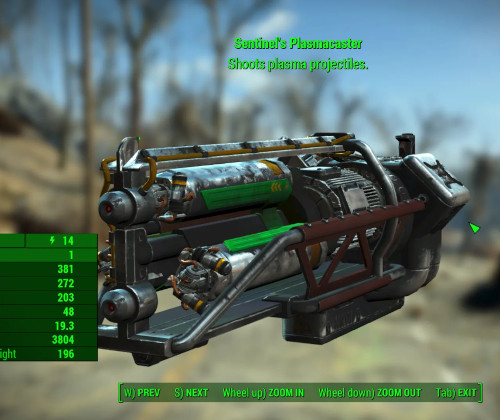 Sentinel's Plasmacaster
Shoots plasma projectiles.
14
1
381
272
203
48
19.3
3804
ight 196
W) PREV S) NEXT Wheel up) ZOOM IN Wheel down) ZOOM OUT Tab) EXIT